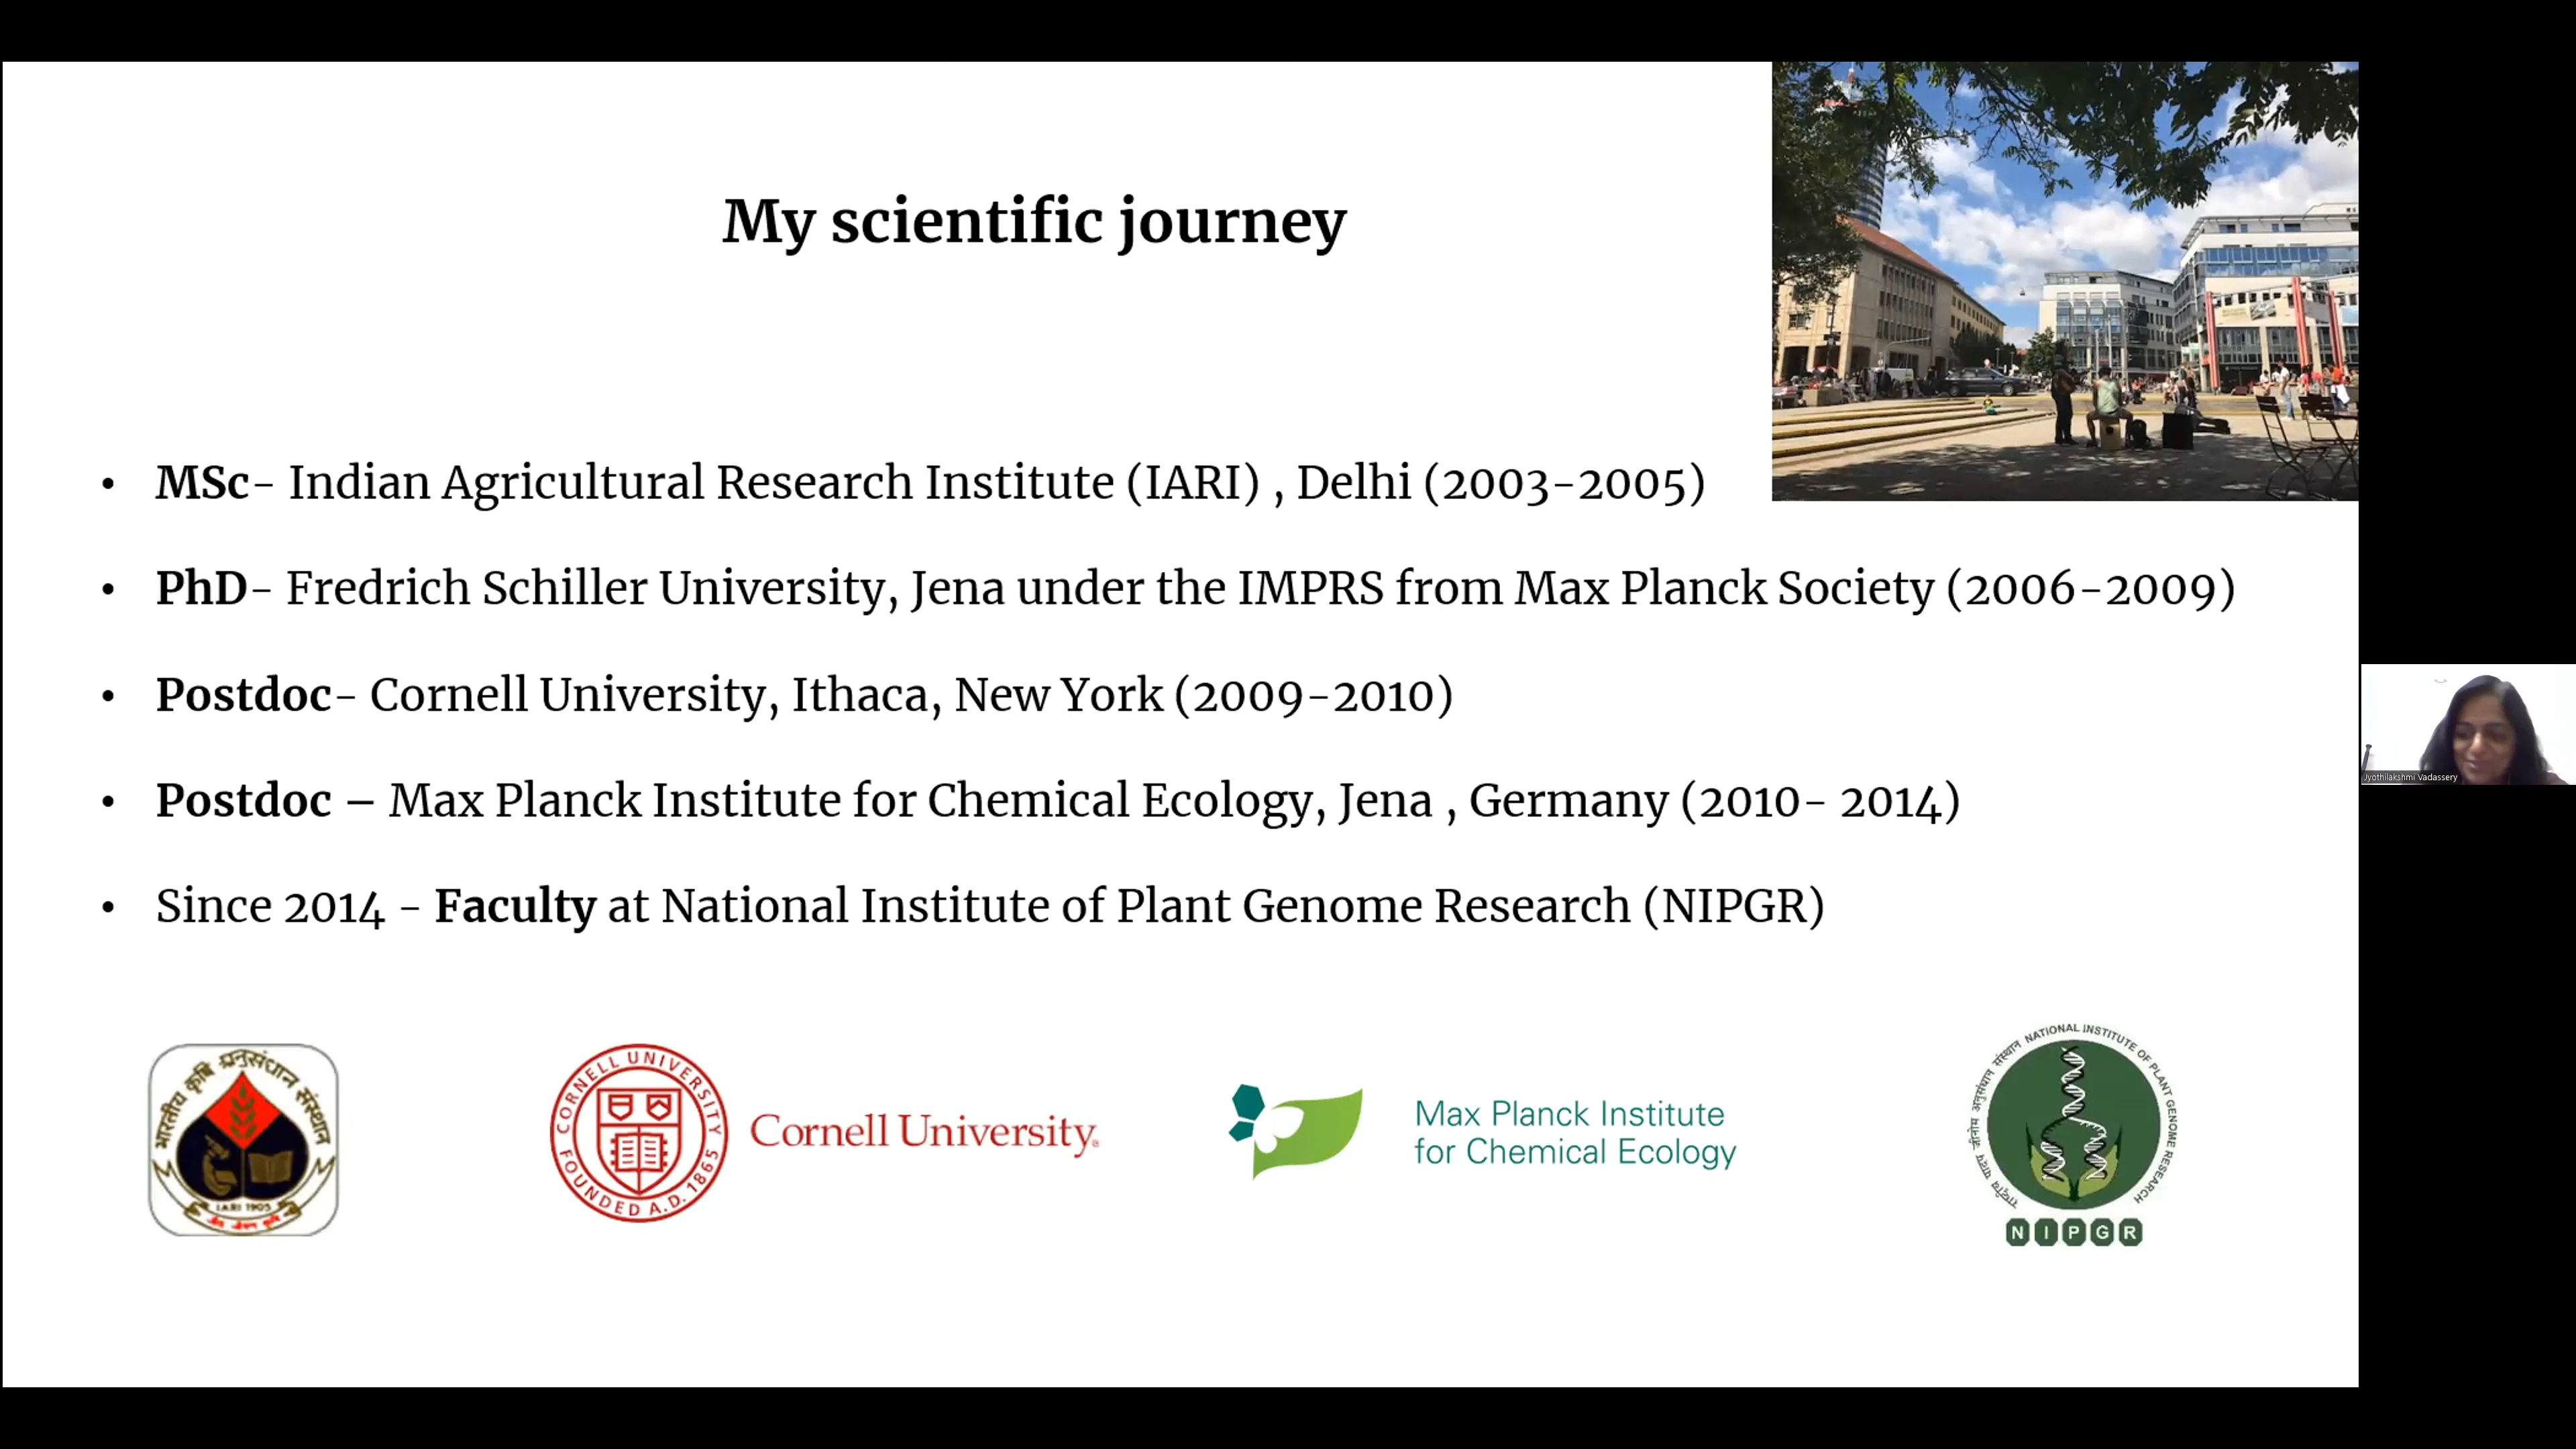 My scientific journey
• MSc- Indian Agricultural Research Institute (IARI) , Delhi (2003-2005)
• PhD- Fredrich Schiller University, Jena under the IMPRS from Max Planck Society (2006-2009)
• Postdoc- Cornell University, Ithaca, New York (2009-2010)
• Postdoc – Max Planck Institute for Chemical Ecology, Jena , Germany (2010- 2014)
• Since 2014 - Faculty at National Institute of Plant Genome Research (NIPGR)
Jyothilakshmi Vadassery
भारतीय कृषि अनुसंधान संस्थान
IARI 1905
CORNELL UNIVERSITY
FOUNDED A.D. 1865
Cornell University
Max Planck Institute
for Chemical Ecology
राष्ट्रीय पादप जीनोम अनुसंधान संस्थान
NATIONAL INSTITUTE OF PLANT GENOME RESEARCH
NIPGR